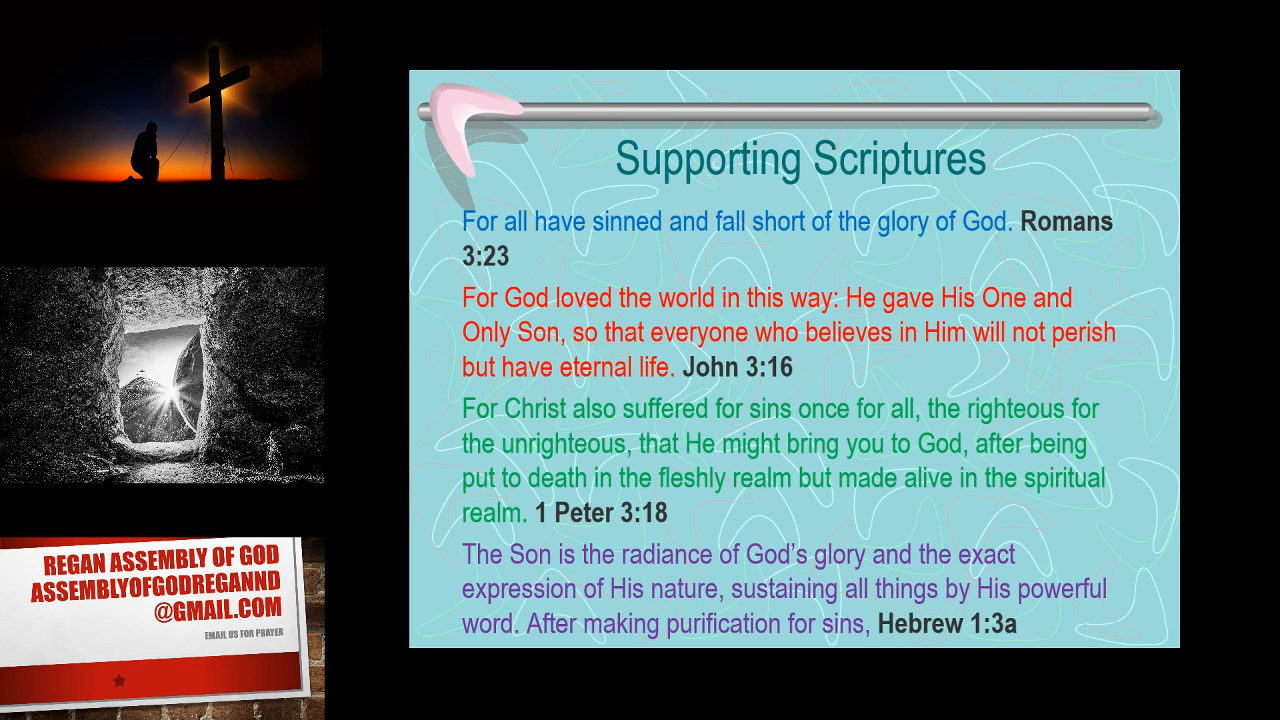 Supporting Scriptures
For all have sinned and fall short of the glory of God. Romans
3:23
For God loved the world in this way: He gave His One and
Only Son, so that everyone who believes in Him will not perish
but have eternal life. John 3:16
For Christ also suffered for sins once for all, the righteous for
the unrighteous, that He might bring you to God, after being
put to death in the fleshly realm but made alive in the spiritual
realm. 1 Peter 3:18
The Son is the radiance of God’s glory and the exact
expression of His nature, sustaining all things by His powerful
word. After making purification for sins, Hebrew 1:3a
REGAN ASSEMBLY OF GOD
ASSEMBLYOFGODREGANND
@GMAIL.COM
EMAIL US FOR PRAYER